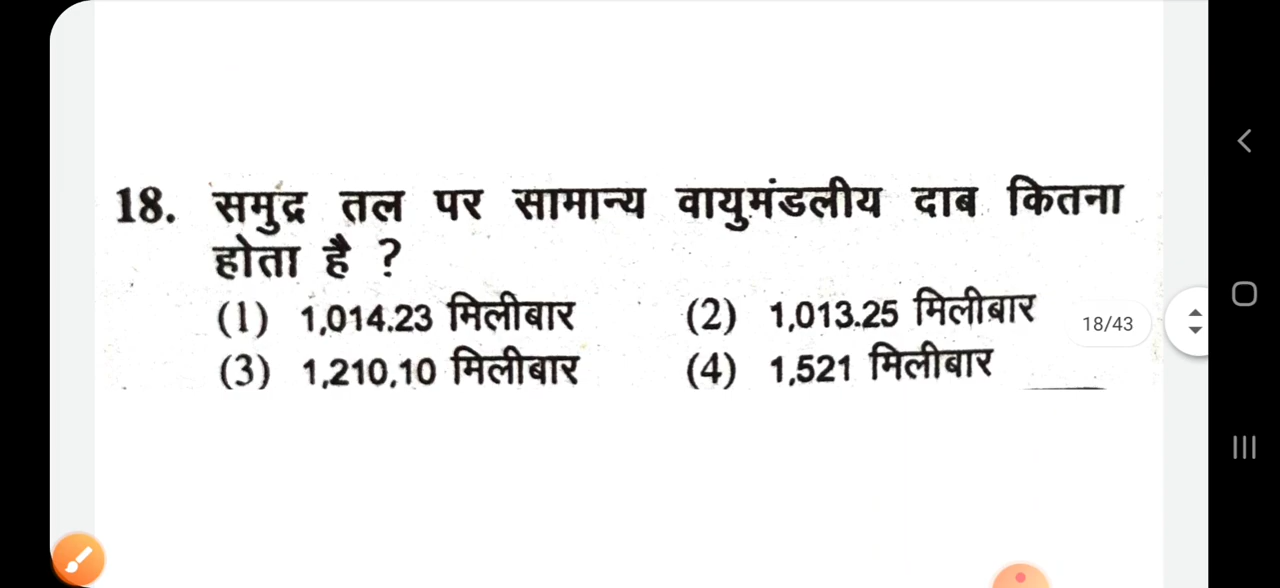 18. समुद्र तल पर सामान्य वायुमंडलीय दाब कितना
होता है ?
(1) 1,014.23 मिलीबार (2) 1,013.25 मिलीबार
18/43
(3) 1,210.10 मिलीबार (4) 1,521 मिलीबार